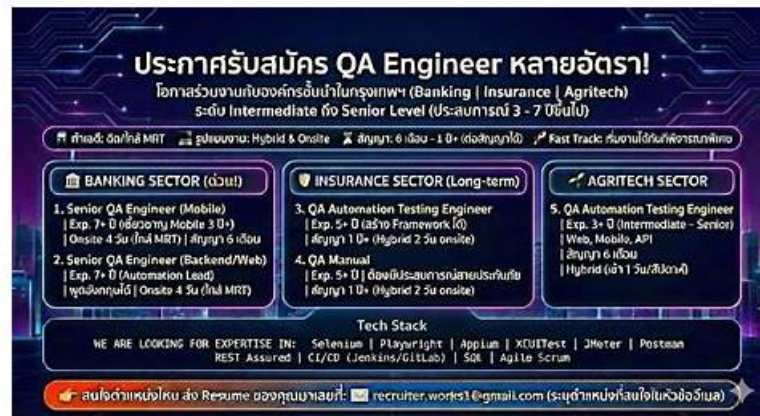 ประกาศรับสมัคร QA Engineer หลายอัตรา!
โอกาสร่วมงานกับองค์กรชั้นนำในกรุงเทพฯ (Banking | Insurance | Agritech)
ระดับ Intermediate ถึง Senior Level (ประสบการณ์ 3 - 7 ปีขึ้นไป)
ทำเลดี: ติด/ใกล้ MRT รูปแบบงาน: Hybrid & Onsite สัญญา: 6 เดือน - 1 ปี+ (ต่อสัญญาได้) Fast Track: เริ่มงานได้ทันทีพิจารณาพิเศษ
BANKING SECTOR (ด่วน!)
1. Senior QA Engineer (Mobile)
| Exp. 7+ ปี (เชี่ยวชาญ Mobile 3 ปี+)
| Onsite 4 วัน (ใกล้ MRT) | สัญญา 6 เดือน
2. Senior QA Engineer (Backend/Web)
| Exp. 7+ ปี (Automation Lead)
| พูดอังกฤษได้ | Onsite 4 วัน (ใกล้ MRT)
INSURANCE SECTOR (Long-term)
3. QA Automation Testing Engineer
| Exp. 5+ ปี (สร้าง Framework ได้)
| สัญญา 1 ปี+ (Hybrid 2 วัน onsite)
4. QA Manual
| Exp. 5+ ปี | ต้องมีประสบการณ์สายประกันภัย
| สัญญา 1 ปี+ (Hybrid 2 วัน onsite)
AGRITECH SECTOR
5. QA Automation Testing Engineer
| Exp. 3+ ปี (Intermediate - Senior)
| Web, Mobile, API
| สัญญา 6 เดือน
| Hybrid (เข้า 1 วัน/สัปดาห์)
Tech Stack
WE ARE LOOKING FOR EXPERTISE IN: Selenium | Playwright | Appium | XCUITest | JMeter | Postman
REST Assured | CI/CD (Jenkins/GitLab) | SQL | Agile Scrum
สนใจตำแหน่งไหน ส่ง Resume ของคุณมาเลยที่: recruiter.works1@gmail.com (ระบุตำแหน่งที่สนใจในหัวข้ออีเมล)